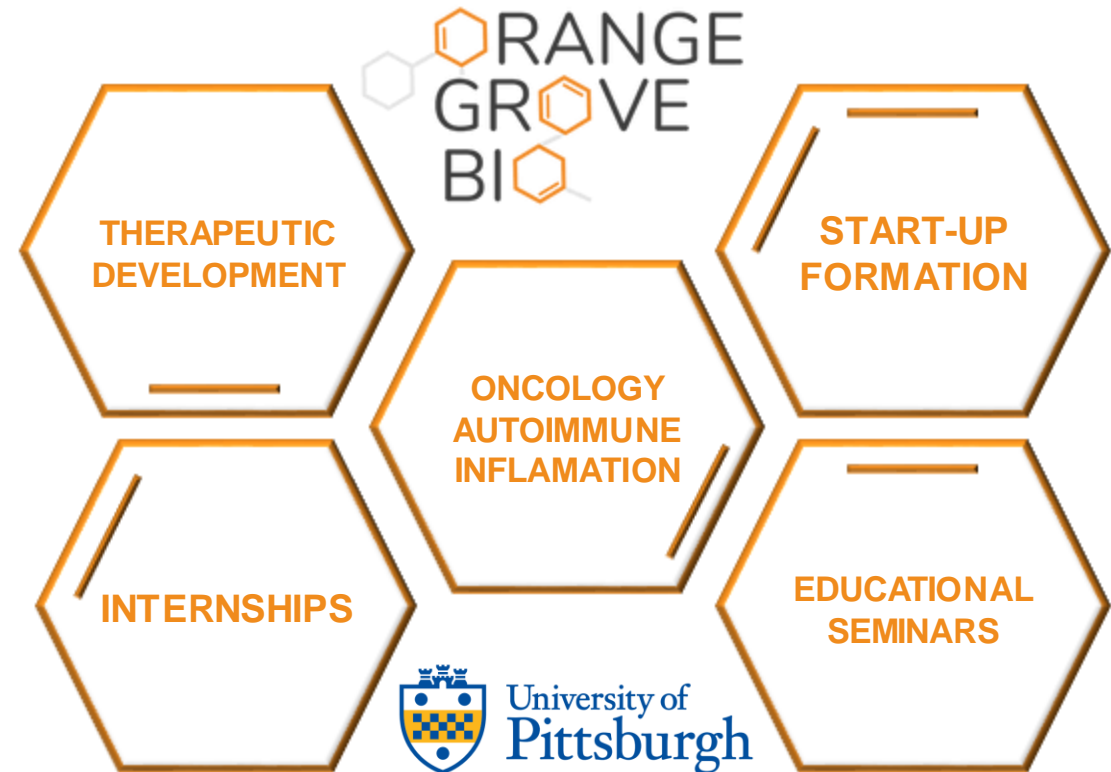 ORANGE
GROVE
BIO
THERAPEUTIC
DEVELOPMENT
START-UP
FORMATION
ONCOLOGY
AUTOIMMUNE
INFLAMATION
INTERNSHIPS
EDUCATIONAL
SEMINARS
University of
Pittsburgh